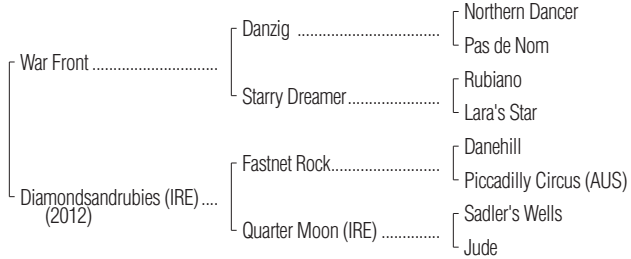 Northern Dancer
Danzig ........................................
Pas de Nom
War Front .............................
Rubiano
Starry Dreamer......................
Lara's Star
Danehill
Fastnet Rock..........................
Piccadilly Circus (AUS)
Diamondsandrubies (IRE) ....
(2012)
Sadler's Wells
Quarter Moon (IRE) ..............
Jude